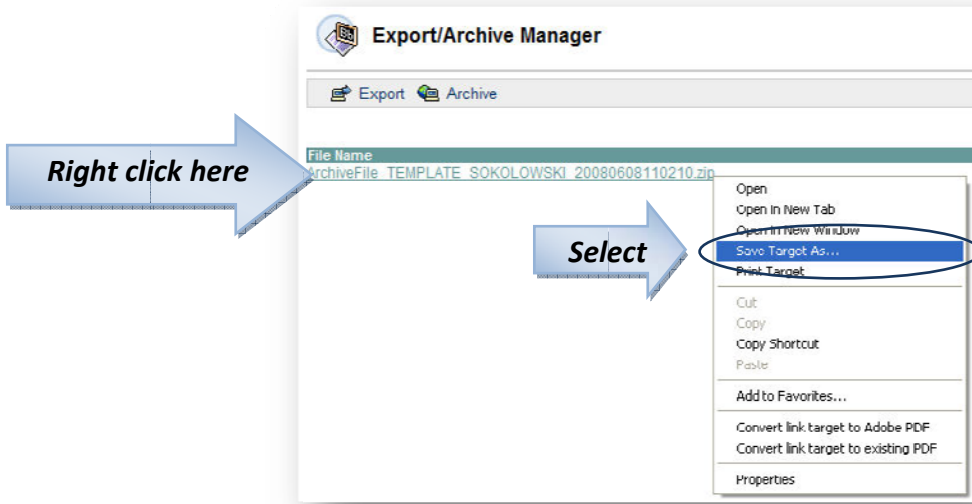 Export/Archive Manager
Export Archive
File Name
ArchiveFile_TEMPLATE_SOKOLOWSKI_20080608110210.zip
Right click here
Open
Open in New Tab
Open in New Window
Select
Save Target As...
Print Target
Cut
Copy
Copy Shortcut
Paste
Add to Favorites...
Convert link target to Adobe PDF
Convert link target to existing PDF
Properties